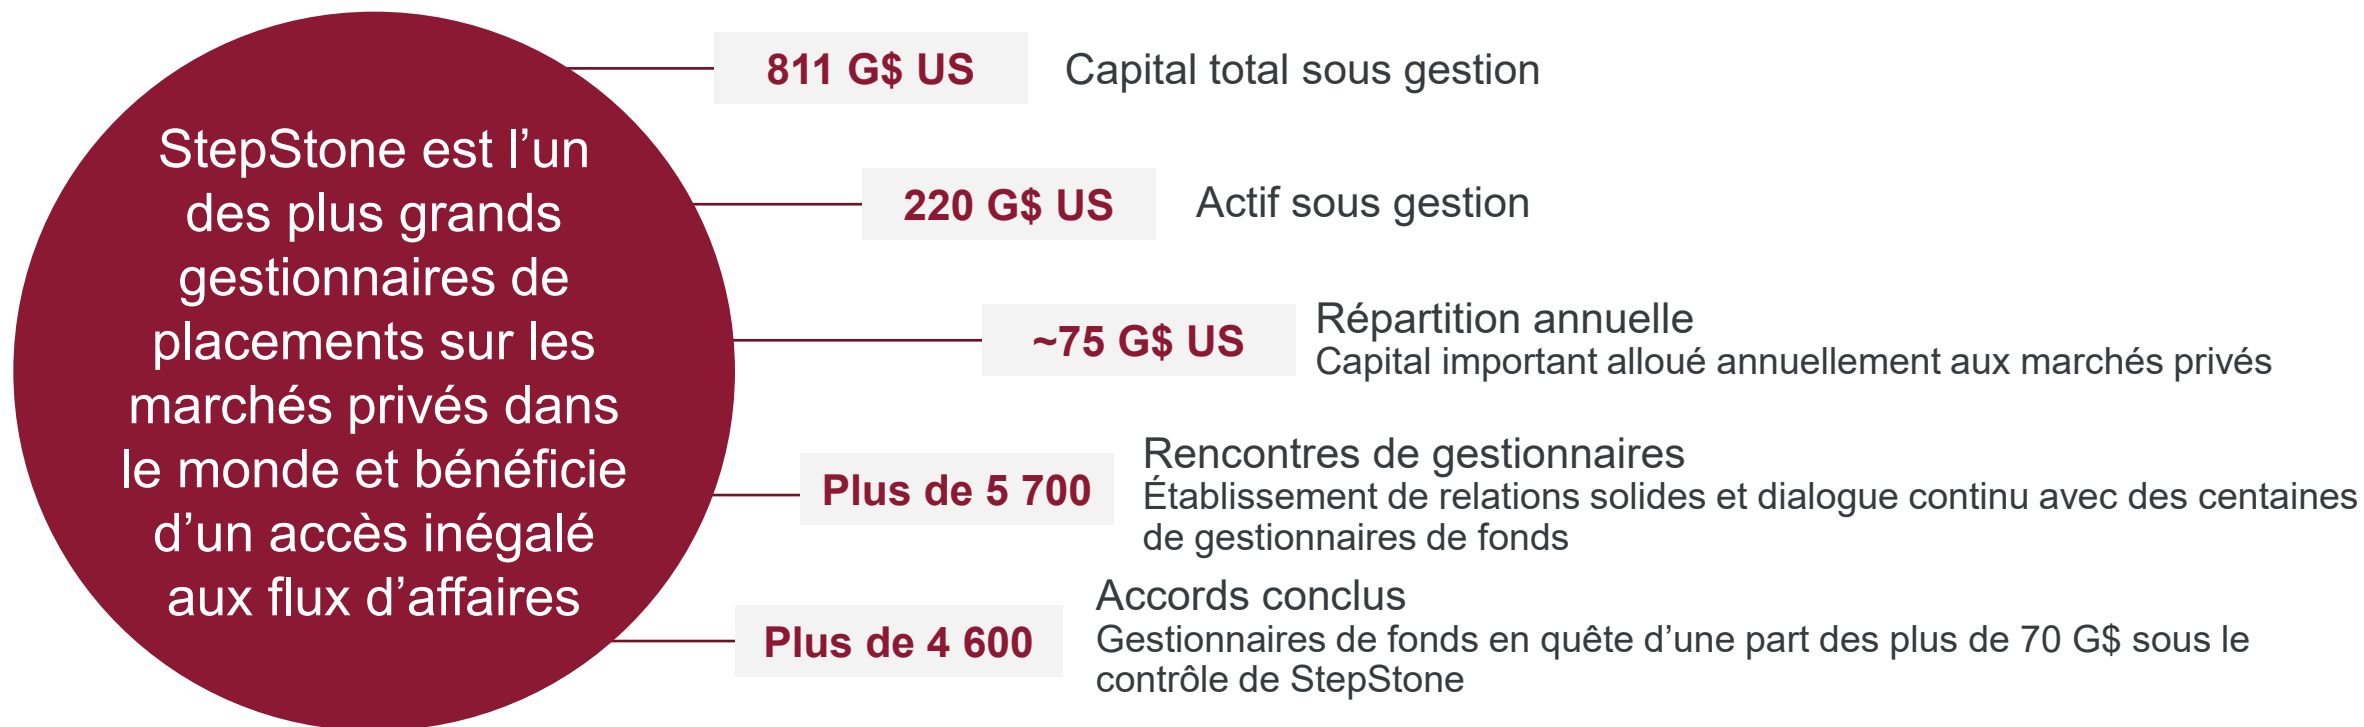 StepStone est l’un
des plus grands
gestionnaires de
placements sur les
marchés privés dans
le monde et bénéficie
d’un accès inégalé
aux flux d’affaires
811 G$ US
Capital total sous gestion
220 G$ US
Actif sous gestion
~75 G$ US
Répartition annuelle
Capital important alloué annuellement aux marchés privés
Plus de 5 700
Rencontres de gestionnaires
Établissement de relations solides et dialogue continu avec des centaines
de gestionnaires de fonds
Plus de 4 600
Accords conclus
Gestionnaires de fonds en quête d’une part des plus de 70 G$ sous le
contrôle de StepStone